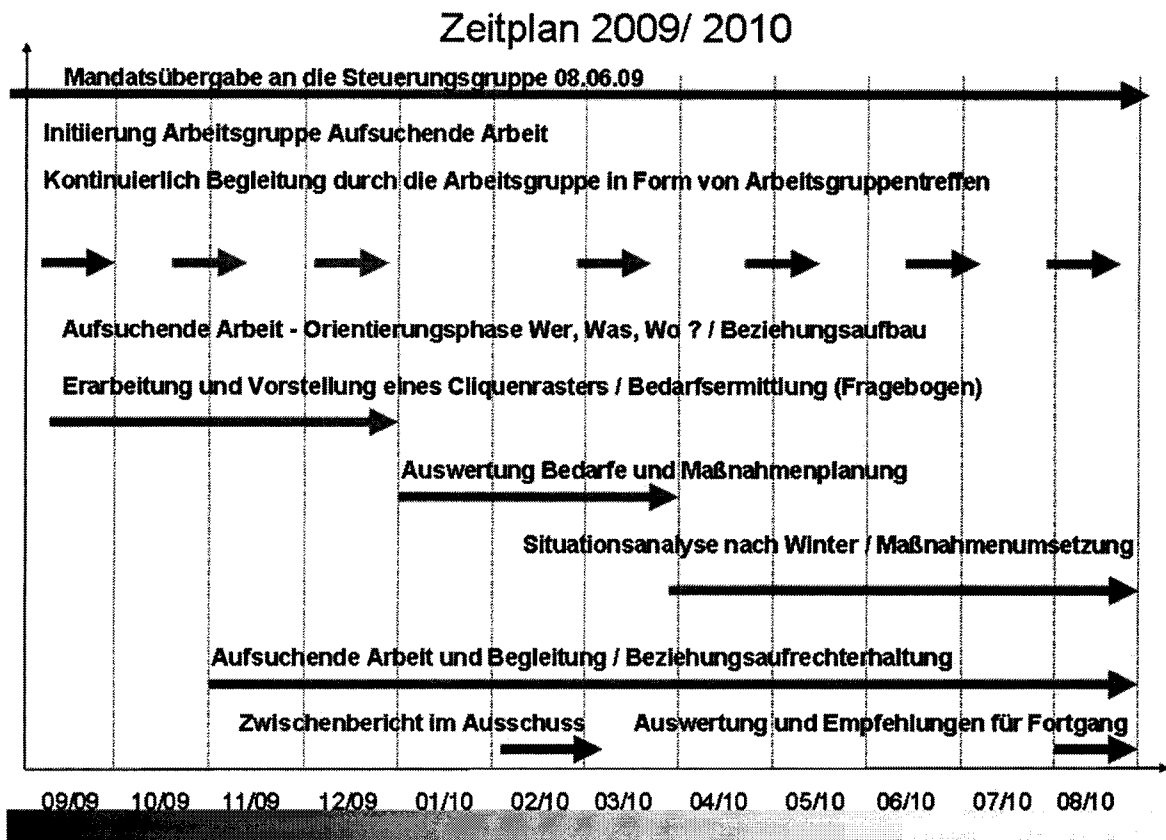 Zeitplan 2009/ 2010
Mandatsübergabe an die Steuerungsgruppe 08.06.09
Initiierung Arbeitsgruppe Aufsuchende Arbeit
Kontinuierlich Begleitung durch die Arbeitsgruppe in Form von Arbeitsgruppentreffen
Aufsuchende Arbeit - Orientierungsphase Wer, Was, Wo ? / Beziehungsaufbau
Erarbeitung und Vorstellung eines Cliquenrasters / Bedarfsermittlung (Fragebogen)
Auswertung Bedarfe und Maßnahmenplanung
Situationsanalyse nach Winter / Maßnahmenumsetzung
Aufsuchende Arbeit und Begleitung / Beziehungsaufrechterhaltung
Zwischenbericht im Ausschuss Auswertung und Empfehlungen für Fortgang
09/09 10/09 11/09 12/09 01/10 02/10 03/10 04/10 05/10 06/10 07/10 08/10